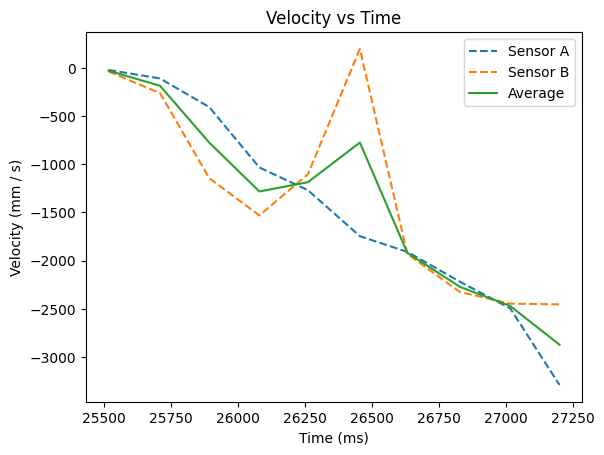 Velocity vs Time
Sensor A
Sensor B
Average
Velocity (mm / s)
0
−500
−1000
−1500
−2000
−2500
−3000
25500 25750 26000 26250 26500 26750 27000 27250
Time (ms)